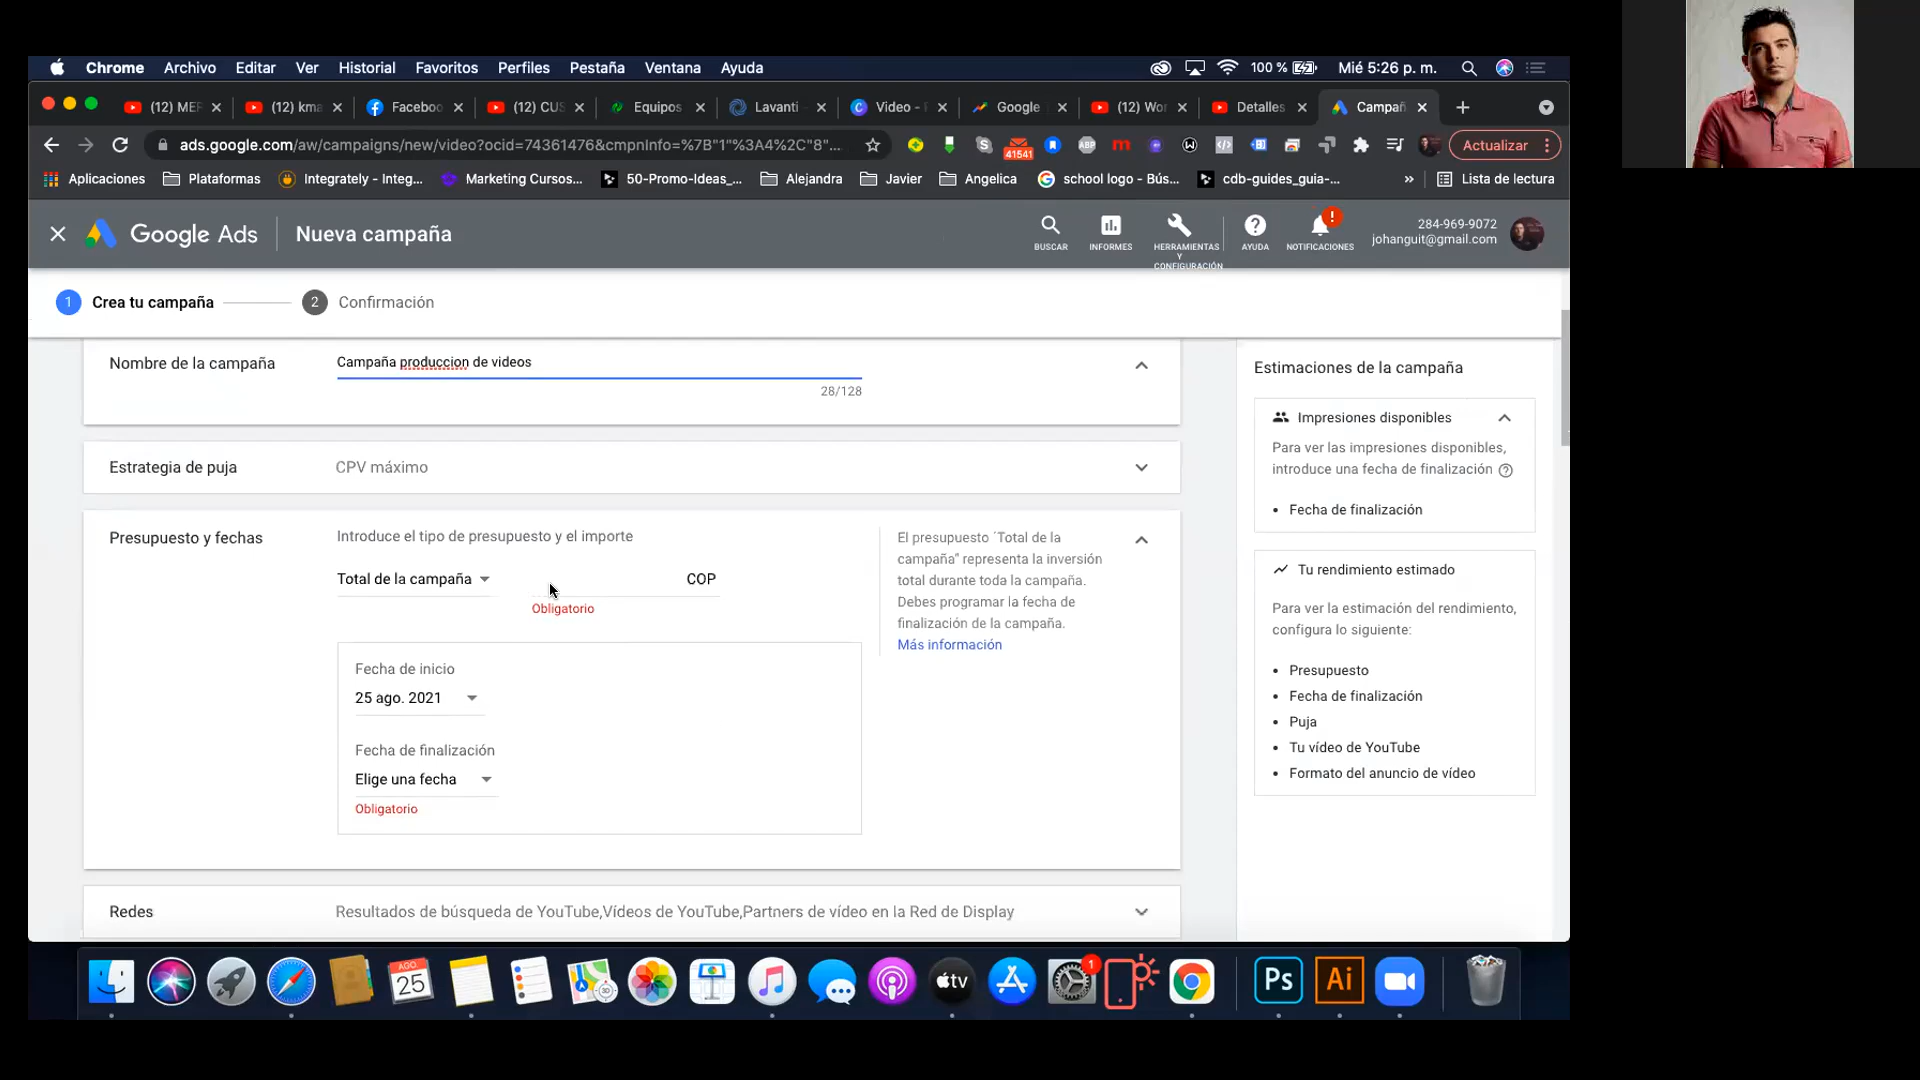 Chrome Archivo Editar Ver Historial Favoritos Perfiles Pestaña Ventana Ayuda 100 % Mié 5:26 p. m.
(12) MEF (12) kma Faceboo (12) CUS Equipos Lavanti - Video - F Google (12) Wor Detalles Campañ
ads.google.com/aw/campaigns/new/video?ocid=74361476&cmpnInfo=%7B"1"%3A4%2C"8"... 41541 ABP Actualizar
Aplicaciones Plataformas Integrately - Integ... Marketing Cursos... 50-Promo-Ideas_... Alejandra Javier Angelica school logo - Bús... cdb-guides_guia-... » Lista de lectura
Google Ads Nueva campaña
BUSCAR INFORMES HERRAMIENTAS Y CONFIGURACIÓN AYUDA NOTIFICACIONES
284-969-9072
johanguit@gmail.com
1 Crea tu campaña 2 Confirmación
Nombre de la campaña Campaña produccion de videos
28/128
Estrategia de puja CPV máximo
Presupuesto y fechas Introduce el tipo de presupuesto y el importe
Total de la campaña COP
Obligatorio
Fecha de inicio
25 ago. 2021
Fecha de finalización
Elige una fecha
Obligatorio
El presupuesto ¨Total de la
campaña" representa la inversión
total durante toda la campaña.
Debes programar la fecha de
finalización de la campaña.
Más información
Redes Resultados de búsqueda de YouTube,Vídeos de YouTube,Partners de vídeo en la Red de Display
Estimaciones de la campaña
Impresiones disponibles
Para ver las impresiones disponibles,
introduce una fecha de finalización
• Fecha de finalización
Tu rendimiento estimado
Para ver la estimación del rendimiento,
configura lo siguiente:
• Presupuesto
• Fecha de finalización
• Puja
• Tu vídeo de YouTube
• Formato del anuncio de vídeo
AGO
25
tv
1
Ps
Ai